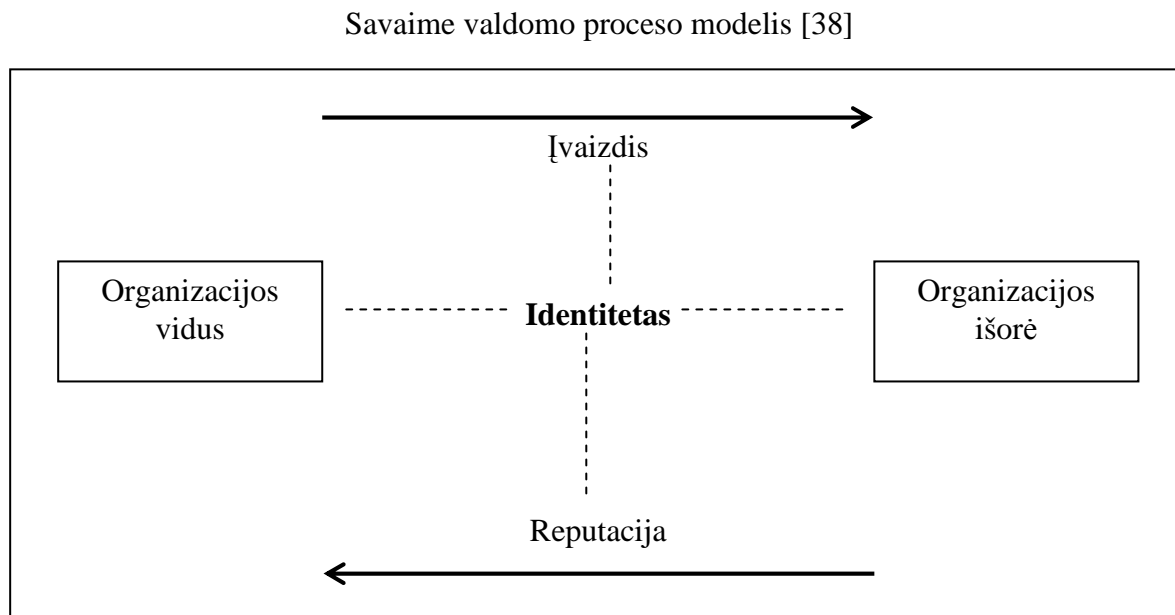 Savaime valdomo proceso modelis [38]
Įvaizdis
Organizacijos
vidus
Identitetas
Organizacijos
išorė
Reputacija